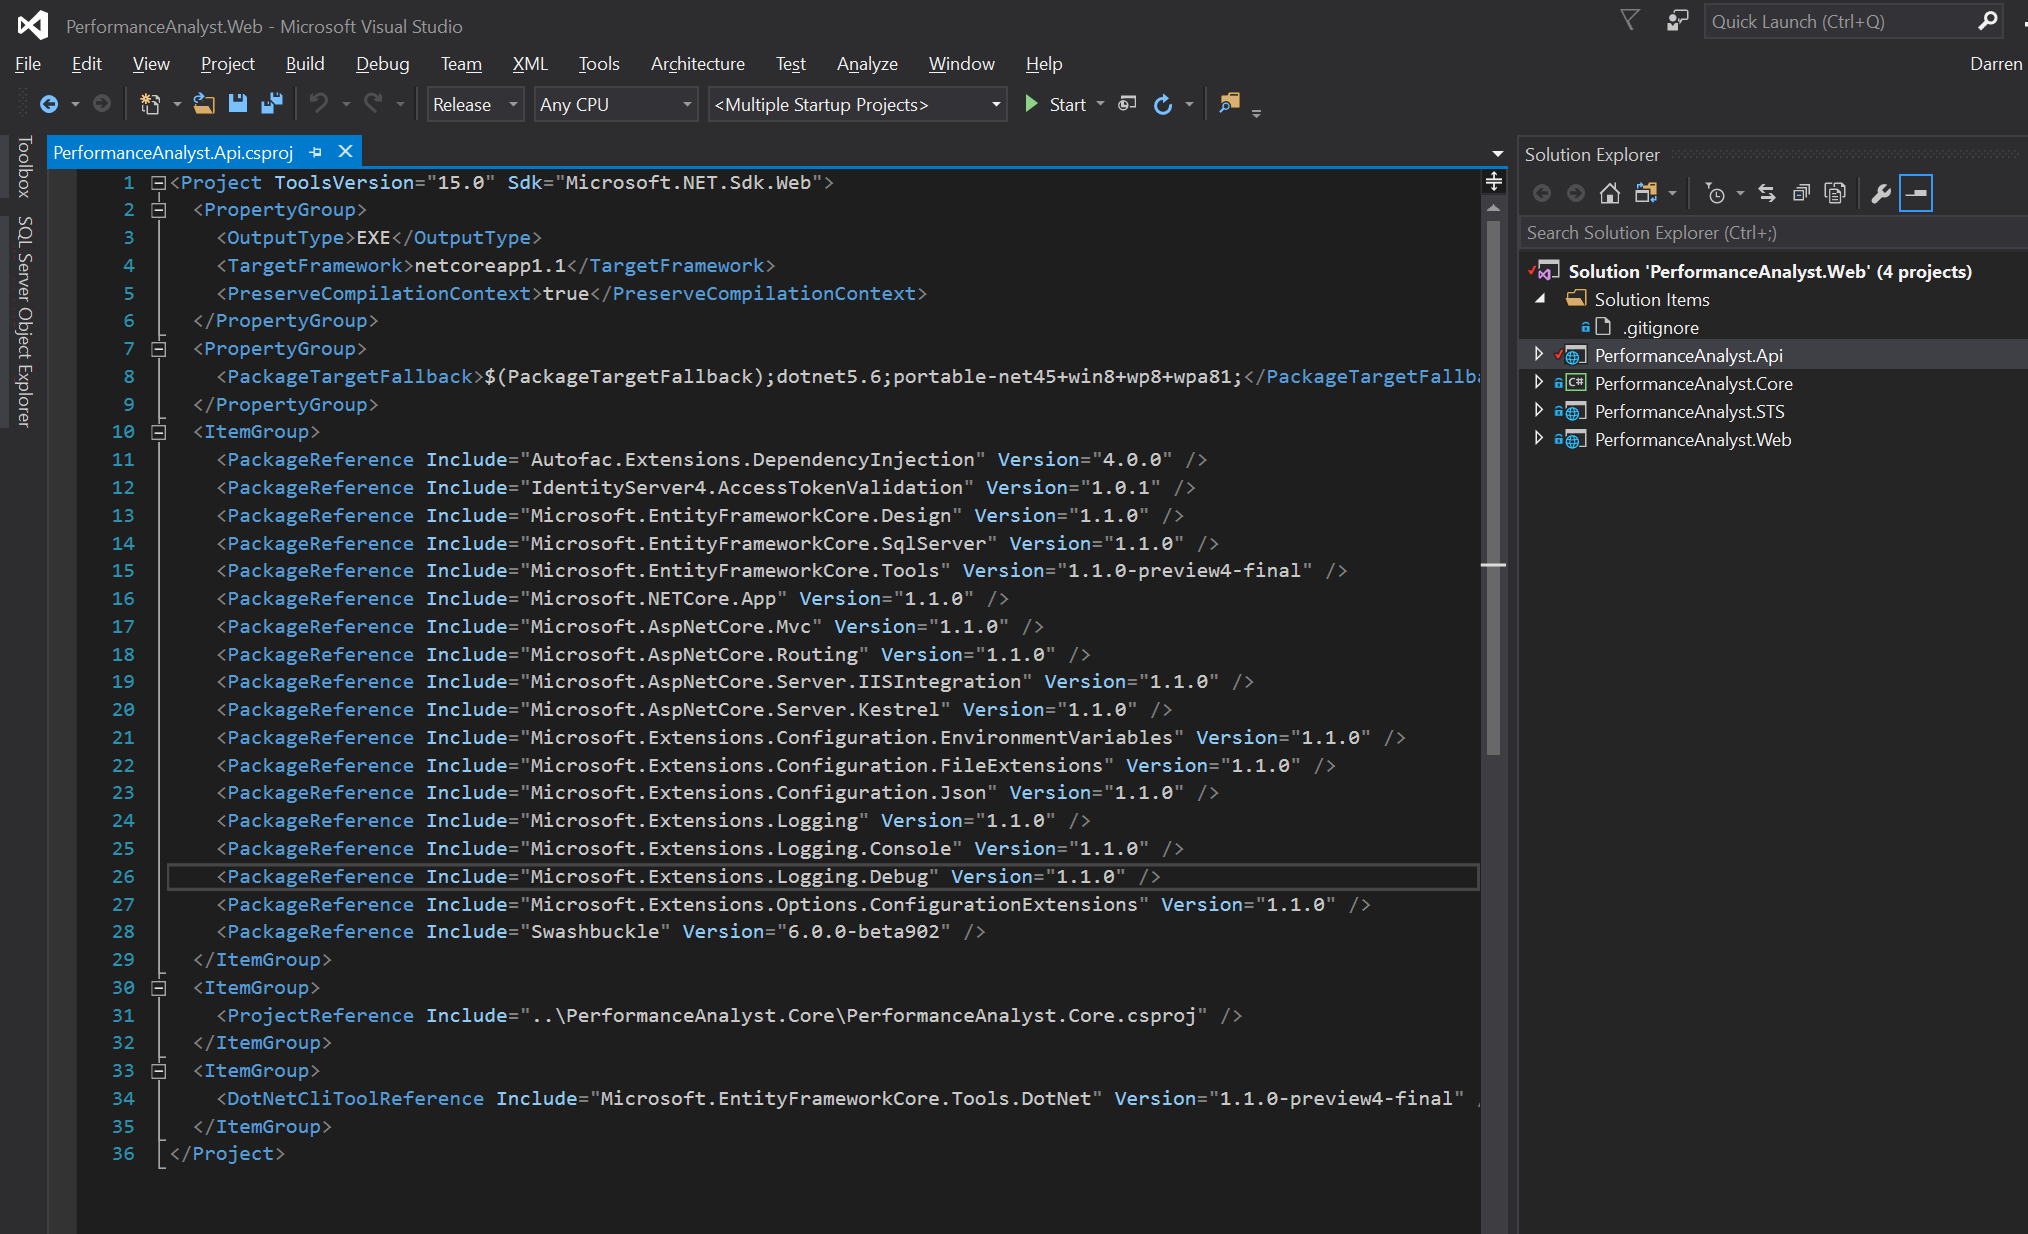 PerformanceAnalyst.Web - Microsoft Visual Studio
Quick Launch (Ctrl+Q)
File Edit View Project Build Debug Team XML Tools Architecture Test Analyze Window Help Darren
Release Any CPU <Multiple Startup Projects> Start
Toolbox
SQL Server Object Explorer
PerformanceAnalyst.Api.csproj
1 <Project ToolsVersion="15.0" Sdk="Microsoft.NET.Sdk.Web">
2 <PropertyGroup>
3 <OutputType>EXE</OutputType>
4 <TargetFramework>netcoreapp1.1</TargetFramework>
5 <PreserveCompilationContext>true</PreserveCompilationContext>
6 </PropertyGroup>
7 <PropertyGroup>
8 <PackageTargetFallback>$(PackageTargetFallback);dotnet5.6;portable-net45+win8+wp8+wpa81;</PackageTargetFallba
9 </PropertyGroup>
10 <ItemGroup>
11 <PackageReference Include="Autofac.Extensions.DependencyInjection" Version="4.0.0" />
12 <PackageReference Include="IdentityServer4.AccessTokenValidation" Version="1.0.1" />
13 <PackageReference Include="Microsoft.EntityFrameworkCore.Design" Version="1.1.0" />
14 <PackageReference Include="Microsoft.EntityFrameworkCore.SqlServer" Version="1.1.0" />
15 <PackageReference Include="Microsoft.EntityFrameworkCore.Tools" Version="1.1.0-preview4-final" />
16 <PackageReference Include="Microsoft.NETCore.App" Version="1.1.0" />
17 <PackageReference Include="Microsoft.AspNetCore.Mvc" Version="1.1.0" />
18 <PackageReference Include="Microsoft.AspNetCore.Routing" Version="1.1.0" />
19 <PackageReference Include="Microsoft.AspNetCore.Server.IISIntegration" Version="1.1.0" />
20 <PackageReference Include="Microsoft.AspNetCore.Server.Kestrel" Version="1.1.0" />
21 <PackageReference Include="Microsoft.Extensions.Configuration.EnvironmentVariables" Version="1.1.0" />
22 <PackageReference Include="Microsoft.Extensions.Configuration.FileExtensions" Version="1.1.0" />
23 <PackageReference Include="Microsoft.Extensions.Configuration.Json" Version="1.1.0" />
24 <PackageReference Include="Microsoft.Extensions.Logging" Version="1.1.0" />
25 <PackageReference Include="Microsoft.Extensions.Logging.Console" Version="1.1.0" />
26 <PackageReference Include="Microsoft.Extensions.Logging.Debug" Version="1.1.0" />
27 <PackageReference Include="Microsoft.Extensions.Options.ConfigurationExtensions" Version="1.1.0" />
28 <PackageReference Include="Swashbuckle" Version="6.0.0-beta902" />
29 </ItemGroup>
30 <ItemGroup>
31 <ProjectReference Include="..\PerformanceAnalyst.Core\PerformanceAnalyst.Core.csproj" />
32 </ItemGroup>
33 <ItemGroup>
34 <DotNetCliToolReference Include="Microsoft.EntityFrameworkCore.Tools.DotNet" Version="1.1.0-preview4-final"
35 </ItemGroup>
36 </Project>
Solution Explorer
Search Solution Explorer (Ctrl+;)
Solution 'PerformanceAnalyst.Web' (4 projects)
Solution Items
.gitignore
PerformanceAnalyst.Api
C# PerformanceAnalyst.Core
PerformanceAnalyst.STS
PerformanceAnalyst.Web